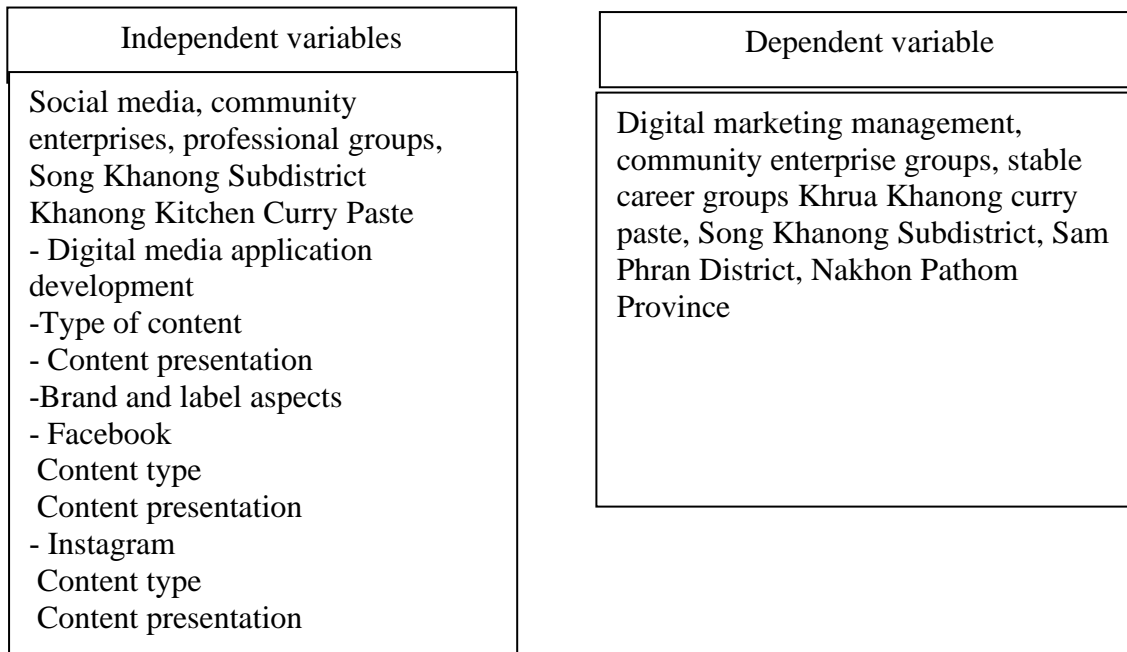 Independent variables
Social media, community
enterprises, professional groups,
Song Khanong Subdistrict
Khanong Kitchen Curry Paste
- Digital media application
development
-Type of content
- Content presentation
-Brand and label aspects
- Facebook
Content type
Content presentation
- Instagram
Content type
Content presentation
Dependent variable
Digital marketing management,
community enterprise groups, stable
career groups Khrua Khanong curry
paste, Song Khanong Subdistrict, Sam
Phran District, Nakhon Pathom
Province